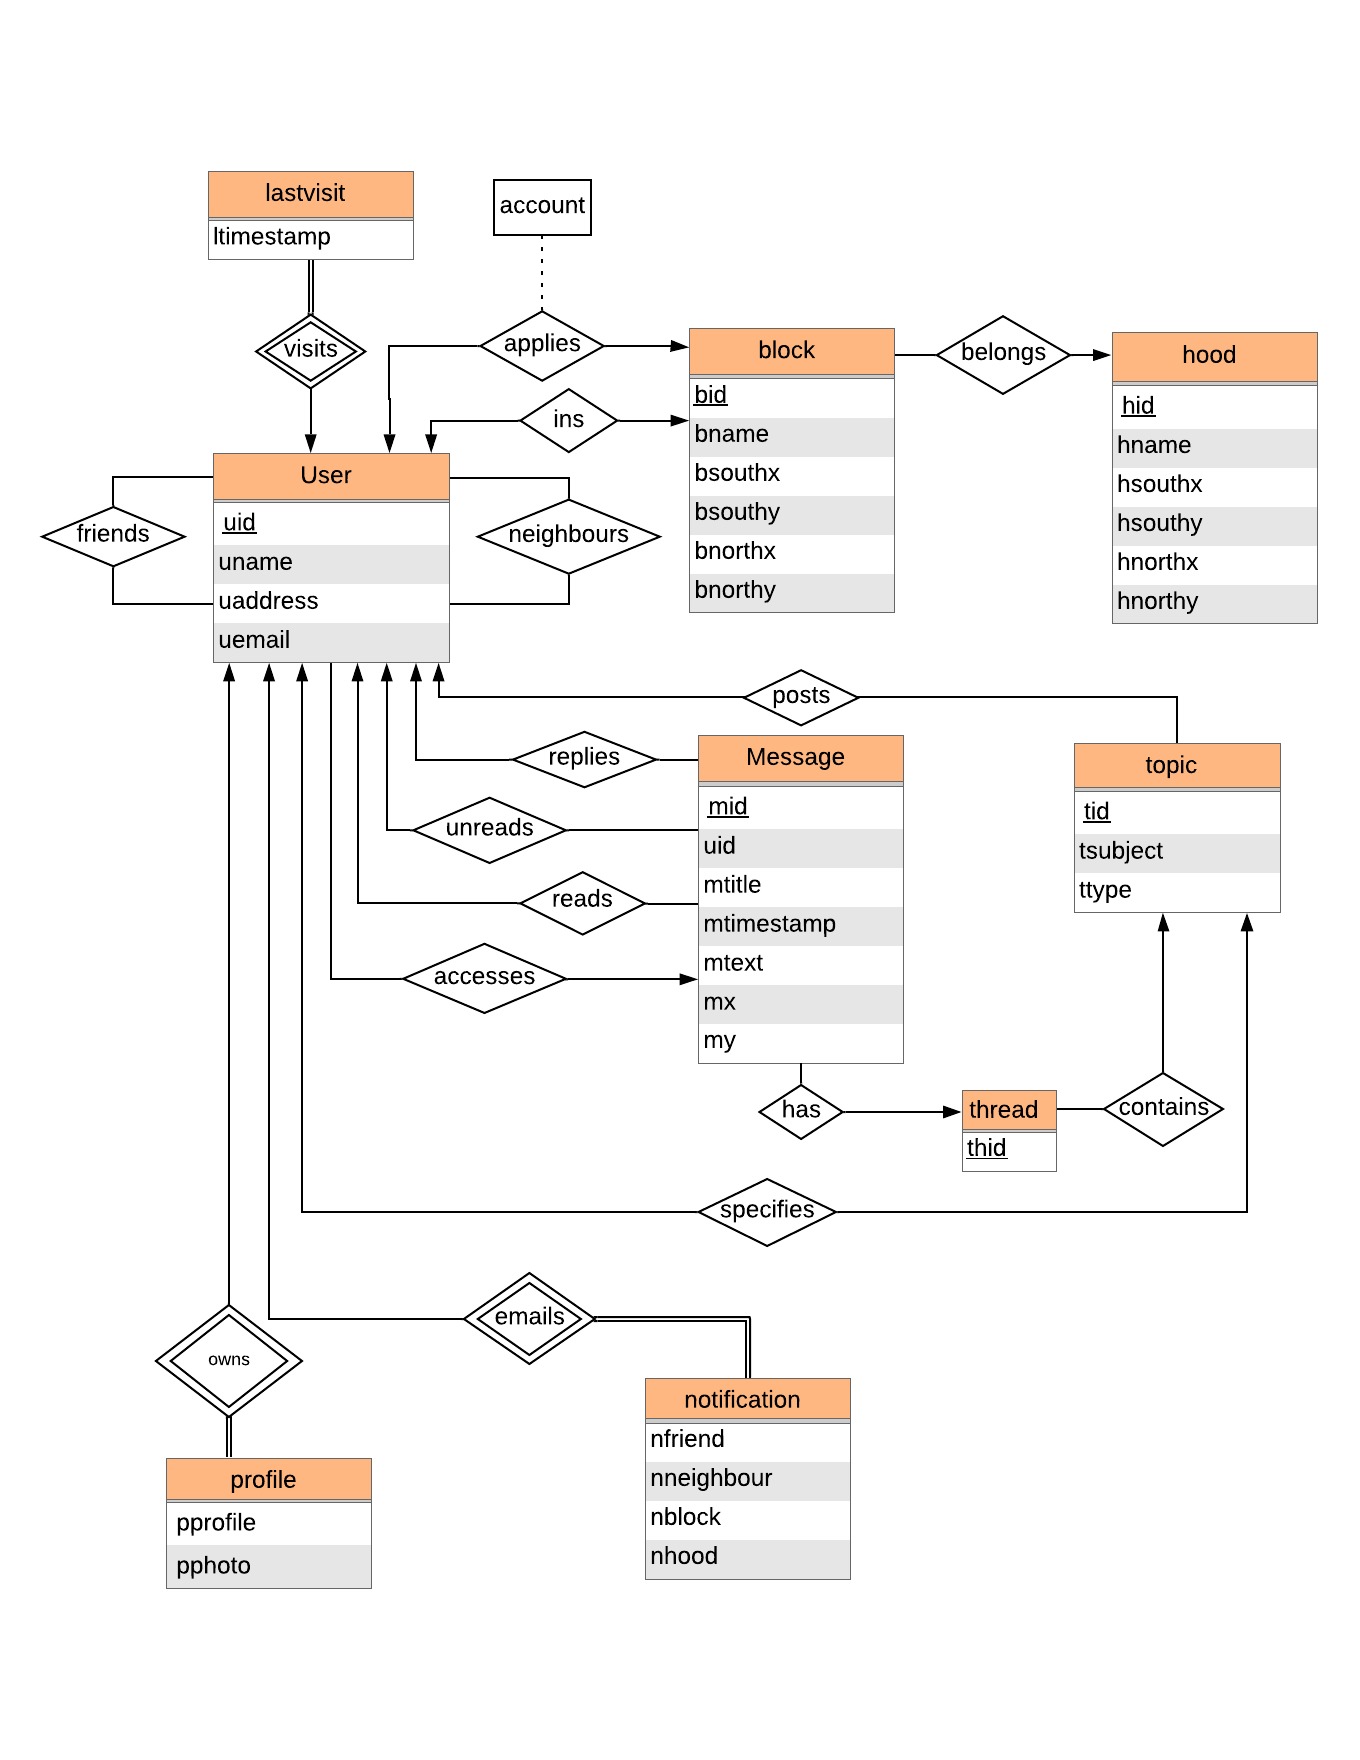 lastvisit
ltimestamp
account
visits
applies
ins
block
bid
bname
bsouthx
bsouthy
bnorthx
bnorthy
belongs
hood
hid
hname
hsouthx
hsouthy
hnorthx
hnorthy
User
uid
uname
uaddress
uemail
friends
neighbours
posts
replies
unreads
reads
accesses
Message
mid
uid
mtitle
mtimestamp
mtext
mx
my
topic
tid
tsubject
ttype
has
thread
thid
contains
specifies
emails
owns
notification
nfriend
nneighbour
nblock
nhood
profile
pprofile
pphoto